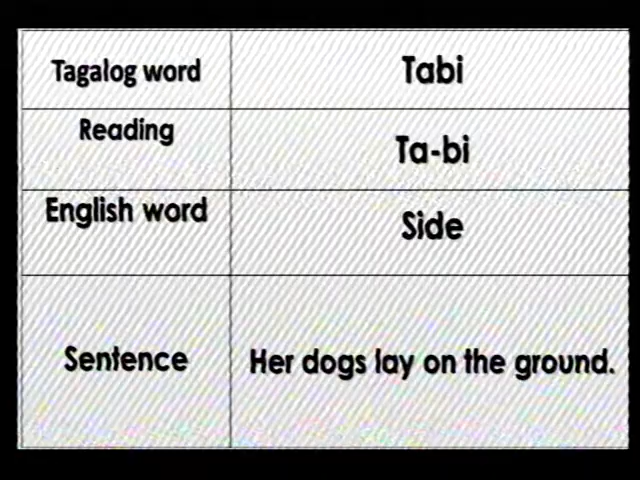 Tagalog word Tabi
Reading Ta-bi
English word Side
Sentence Her dogs lay on the ground.